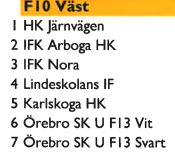 F10 Väst
1 HK Järnvägen
2 IFK Arboga HK
3 IFK Nora
4 Lindeskolans IF
5 Karlskoga HK
6 Örebro SK U F13 Vit
7 Örebro SK U F13 Svart